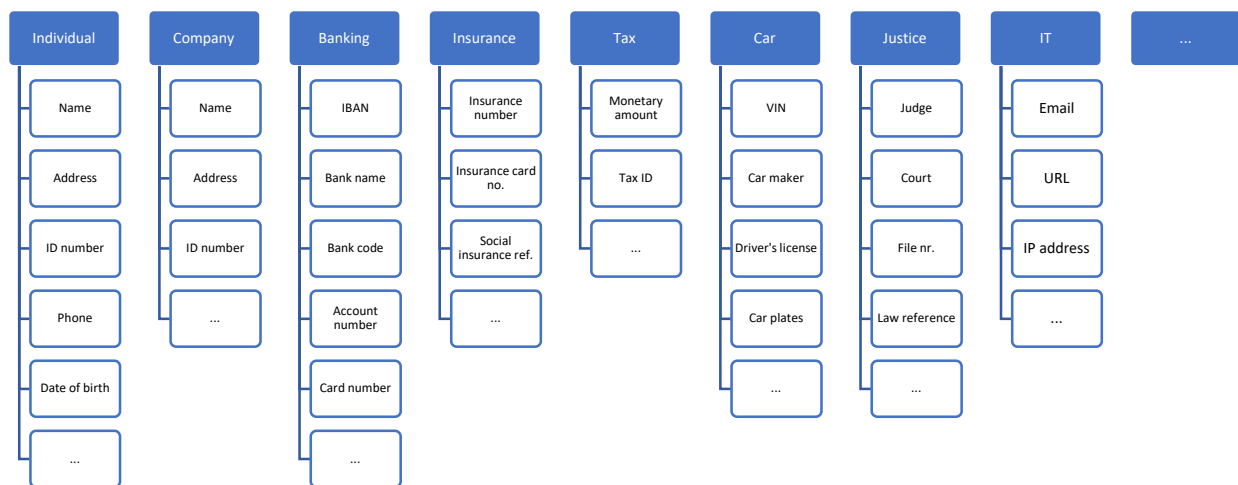 Individual
Name
Address
ID number
Phone
Date of birth
...
Company
Name
Address
ID number
...
Banking
IBAN
Bank name
Bank code
Account
number
Card number
...
Insurance
Insurance
number
Insurance card
no.
Social
insurance ref.
...
Tax
Monetary
amount
Tax ID
...
Car
VIN
Car maker
Driver's license
Car plates
...
Justice
Judge
Court
File nr.
Law reference
...
IT
Email
URL
IP address
...
...